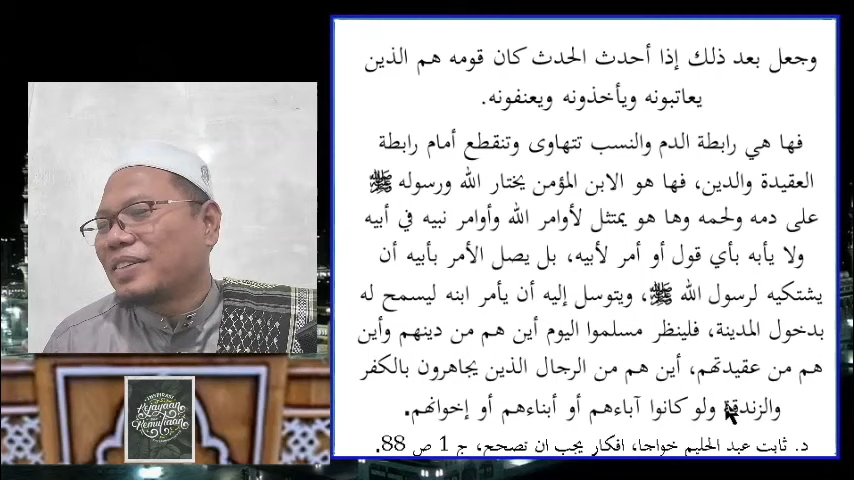 وجعل بعد ذلك إذا أحدث الحدث كان قومه هم الذين
يعاتبونه ويأخذونه ويعنفونه.
فها هي رابطة الدم والنسب تتهاوى وتنقطع أمام رابطة
العقيدة والدين، فها هو الابن المؤمن يختار الله ورسوله ﷺ
على دمه ولحمه وها هو يمتثل لأوامر الله وأوامر نبيه في أبيه
ولا يأبه بأي قول أو أمر لأبيه، بل يصل الأمر بأبيه أن
يشتكيه لرسول الله ﷺ، ويتوسل إليه أن يأمر ابنه ليسمح له
بدخول المدينة، فلينظر مسلموا اليوم أين هم من دينهم وأين
هم من عقيدتهم، أين هم من الرجال الذين يجاهرون بالكفر
والزندقة ولو كانوا آباءهم أو أبناءهم أو إخوانهم.
د. ثابت عبد الحليم خواجا، افكار يجب ان تصحح، ج 1 ص 88.
INSPIRASI
Kejayaan
Kemuliaan